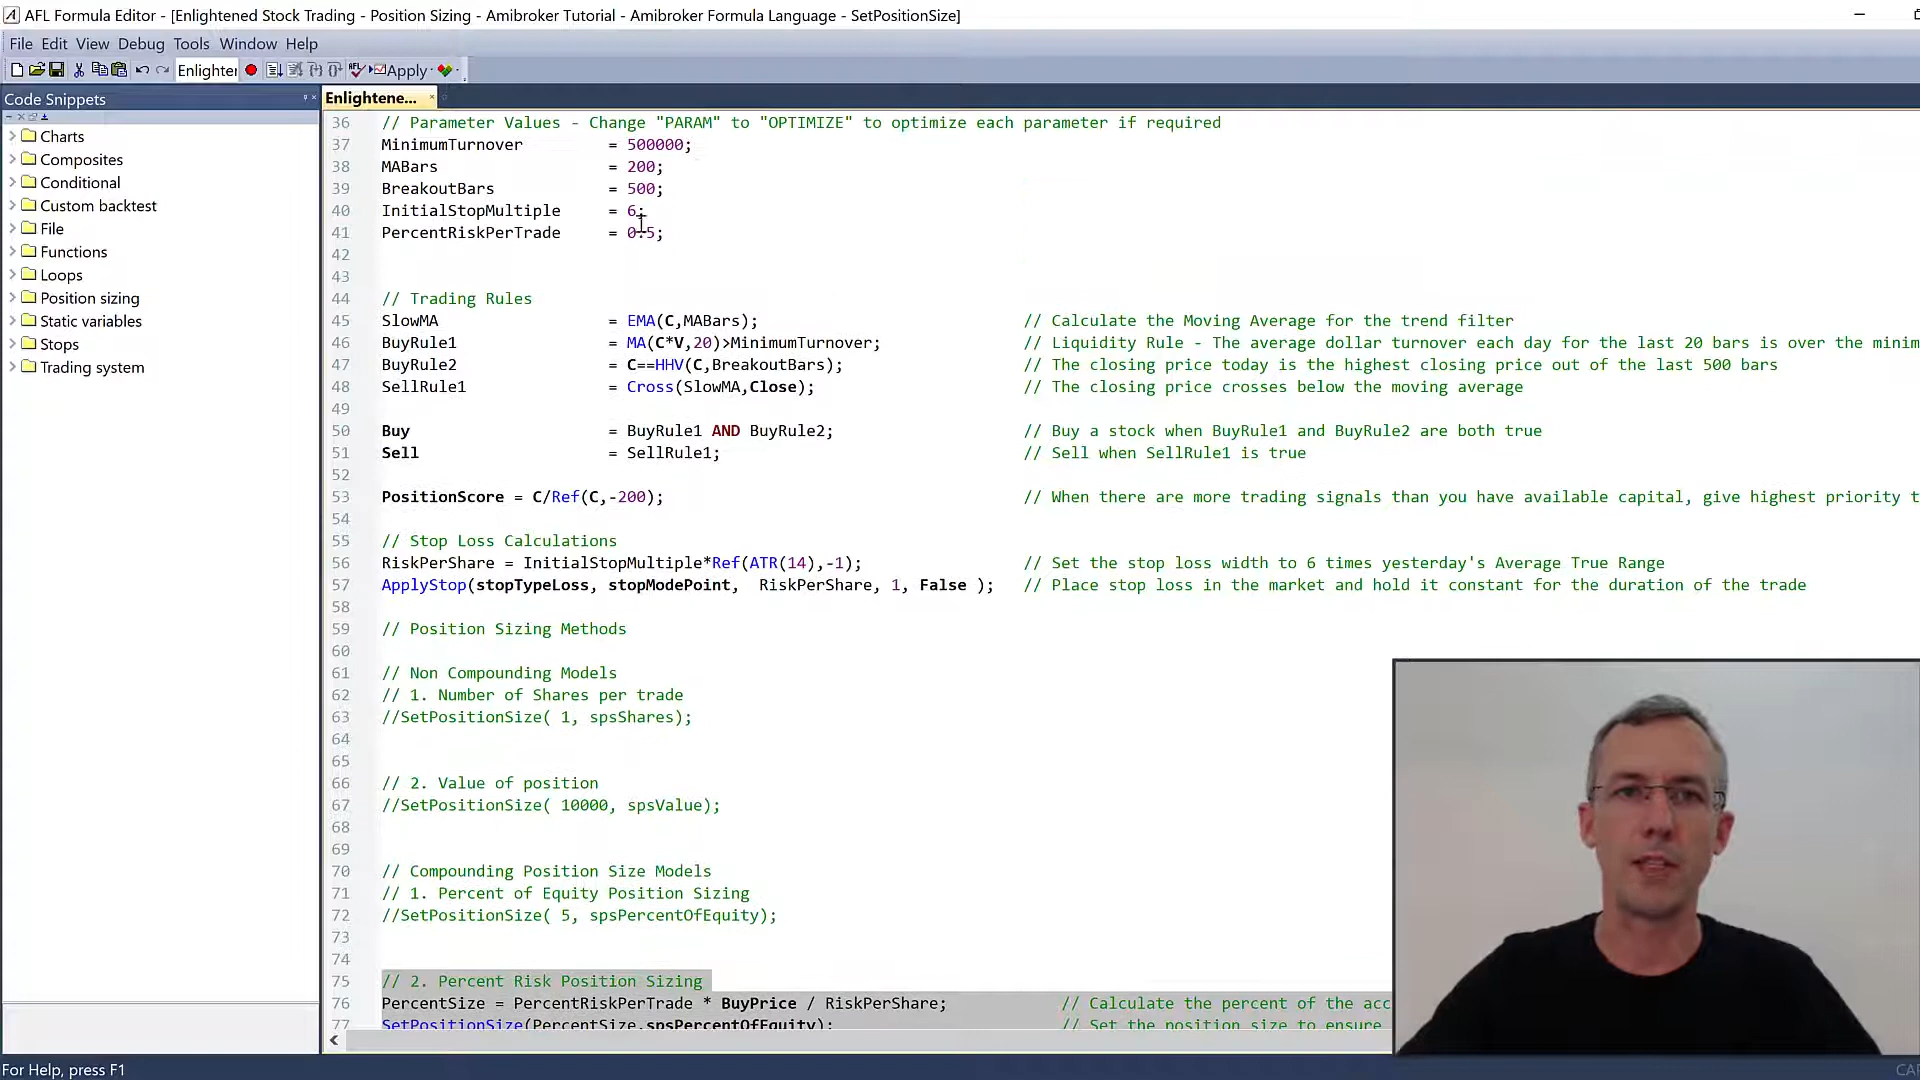 AFL Formula Editor - [Enlightened Stock Trading - Position Sizing - Amibroker Tutorial - Amibroker Formula Language - SetPositionSize]
File Edit View Debug Tools Window Help
Enlighter Apply
Code Snippets
Enlightene...
Charts
Composites
Conditional
Custom backtest
File
Functions
Loops
Position sizing
Static variables
Stops
Trading system
36 // Parameter Values - Change "PARAM" to "OPTIMIZE" to optimize each parameter if required
37 MinimumTurnover = 500000;
38 MABars = 200;
39 BreakoutBars = 500;
40 InitialStopMultiple = 6;
41 PercentRiskPerTrade = 0.5;
42
43
44 // Trading Rules
45 SlowMA = EMA(C,MABars); // Calculate the Moving Average for the trend filter
46 BuyRule1 = MA(C*V,20)>MinimumTurnover; // Liquidity Rule - The average dollar turnover each day for the last 20 bars is over the minim
47 BuyRule2 = C==HHV(C,BreakoutBars); // The closing price today is the highest closing price out of the last 500 bars
48 SellRule1 = Cross(SlowMA,Close); // The closing price crosses below the moving average
49
50 Buy = BuyRule1 AND BuyRule2; // Buy a stock when BuyRule1 and BuyRule2 are both true
51 Sell = SellRule1; // Sell when SellRule1 is true
52
53 PositionScore = C/Ref(C,-200); // When there are more trading signals than you have available capital, give highest priority t
54
55 // Stop Loss Calculations
56 RiskPerShare = InitialStopMultiple*Ref(ATR(14),-1); // Set the stop loss width to 6 times yesterday's Average True Range
57 ApplyStop(stopTypeLoss, stopModePoint, RiskPerShare, 1, False ); // Place stop loss in the market and hold it constant for the duration of the trade
58
59 // Position Sizing Methods
60
61 // Non Compounding Models
62 // 1. Number of Shares per trade
63 //SetPositionSize( 1, spsShares);
64
65
66 // 2. Value of position
67 //SetPositionSize( 10000, spsValue);
68
69
70 // Compounding Position Size Models
71 // 1. Percent of Equity Position Sizing
72 //SetPositionSize( 5, spsPercentOfEquity);
73
74
75 // 2. Percent Risk Position Sizing
76 PercentSize = PercentRiskPerTrade * BuyPrice / RiskPerShare; // Calculate the percent of the acc
77 SetPositionSize(PercentSize,spsPercentOfEquity); // Set the position size to ensure
For Help, press F1
CAP